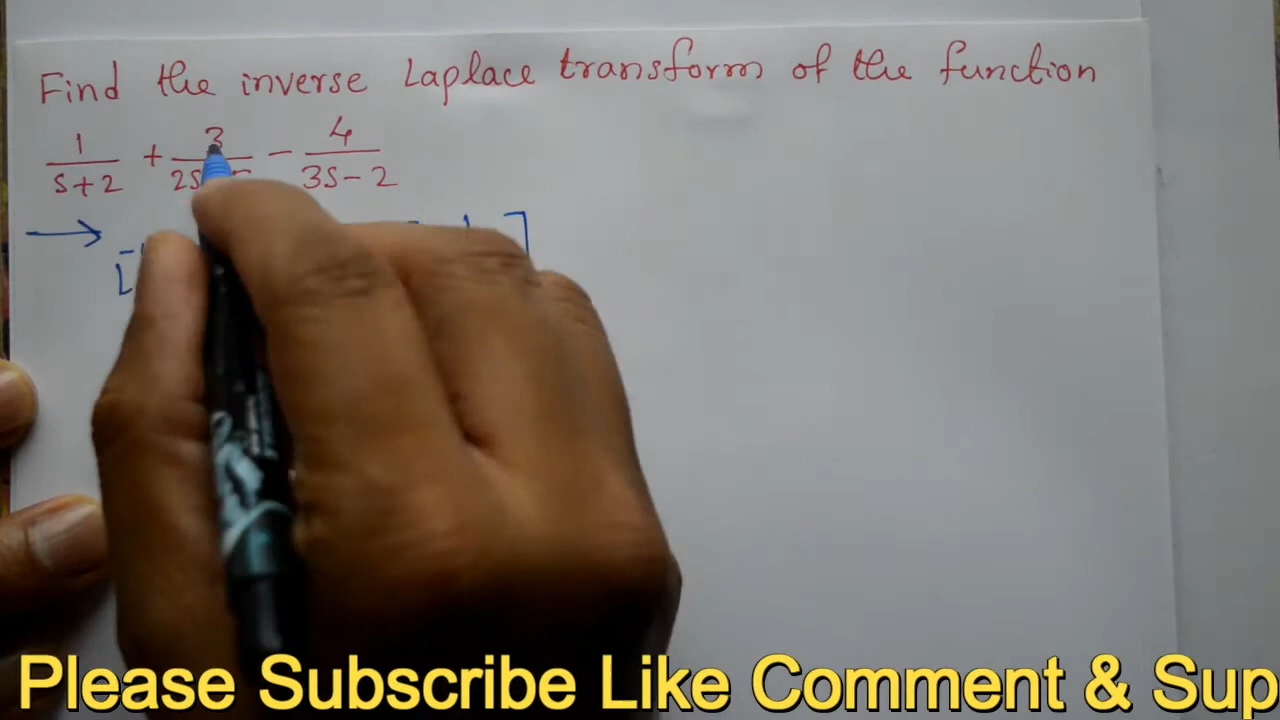 Find the inverse Laplace transform of the function
1/(s+2) + 3/(2s - 4/(3s-2)
→ L⁻¹
Please Subscribe Like Comment & Sup